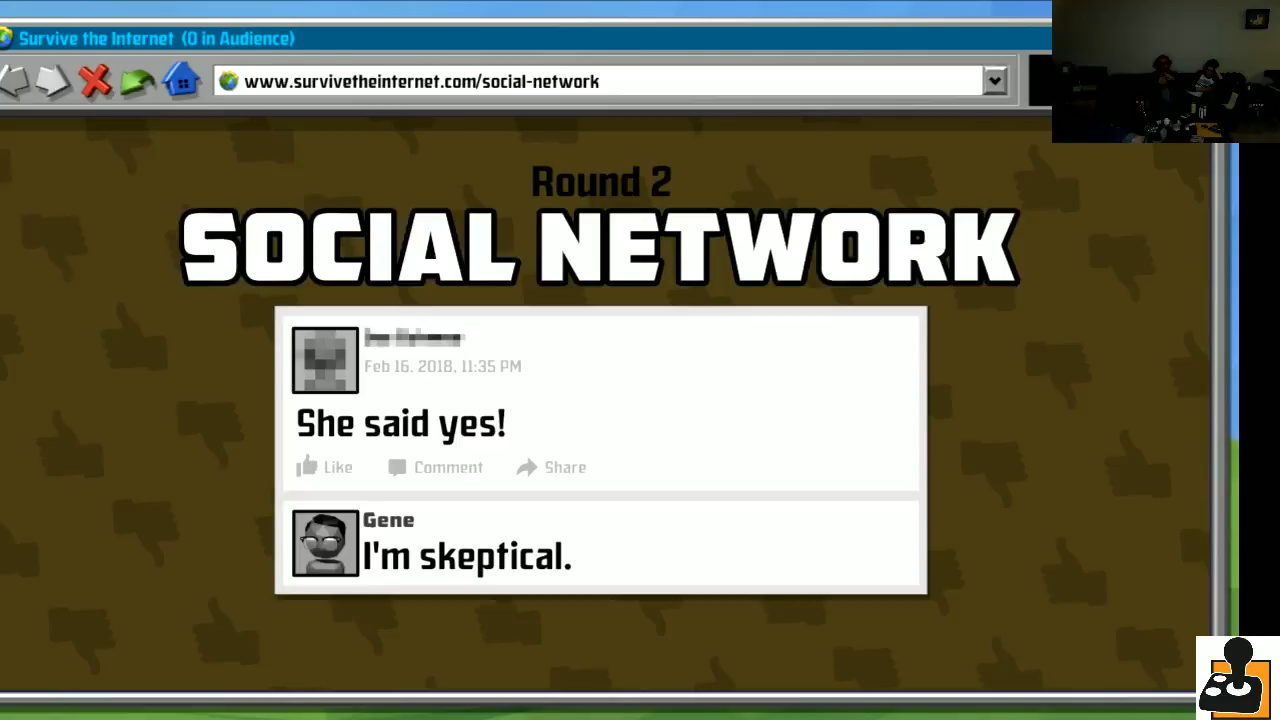 Survive the Internet (0 in Audience)
www.survivetheinternet.com/social-network
Round 2
SOCIAL NETWORK
Feb 16, 2018, 11:35 PM
She said yes!
Like Comment Share
Gene
I'm skeptical.